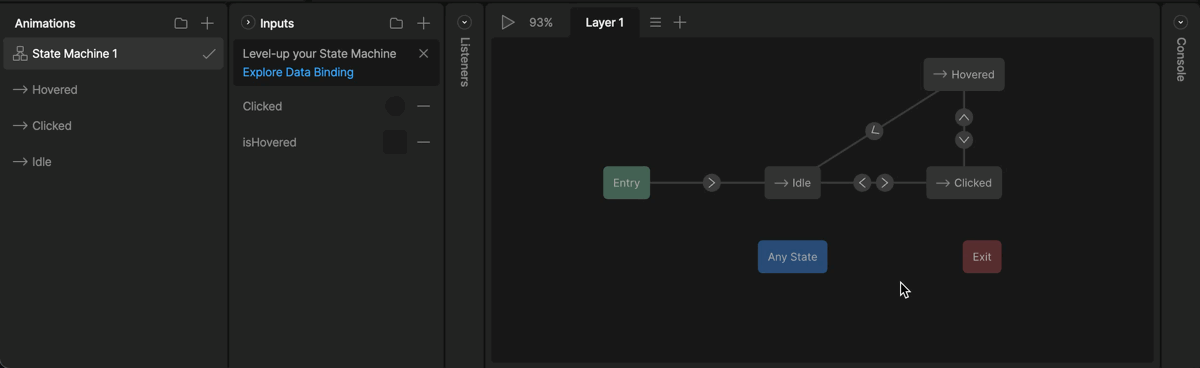 Animations
State Machine 1
Hovered
Clicked
Idle
Inputs
Level-up your State Machine
Explore Data Binding
Clicked
isHovered
Listeners
93%
Layer 1
Hovered
Entry
Idle
Clicked
Any State
Exit
Console